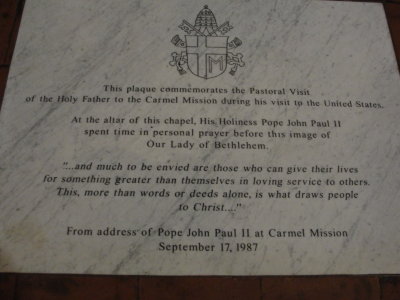 M
This plaque commemorates the Pastoral Visit
of the Holy Father to the Carmel Mission during his visit to the United States.
At the altar of this chapel, His Holiness Pope John Paul II
spent time in personal prayer before this image of
Our Lady of Bethlehem.
"...and much to be envied are those who can give their lives
for something greater than themselves in loving service to others.
This, more than words or deeds alone, is what draws people
to Christ...."
From address of Pope John Paul II at Carmel Mission
September 17, 1987